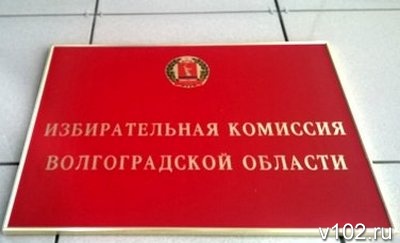 ИЗБИРАТЕЛЬНАЯ КОМИССИЯ
ВОЛГОГРАДСКОЙ ОБЛАСТИ
v102.ru